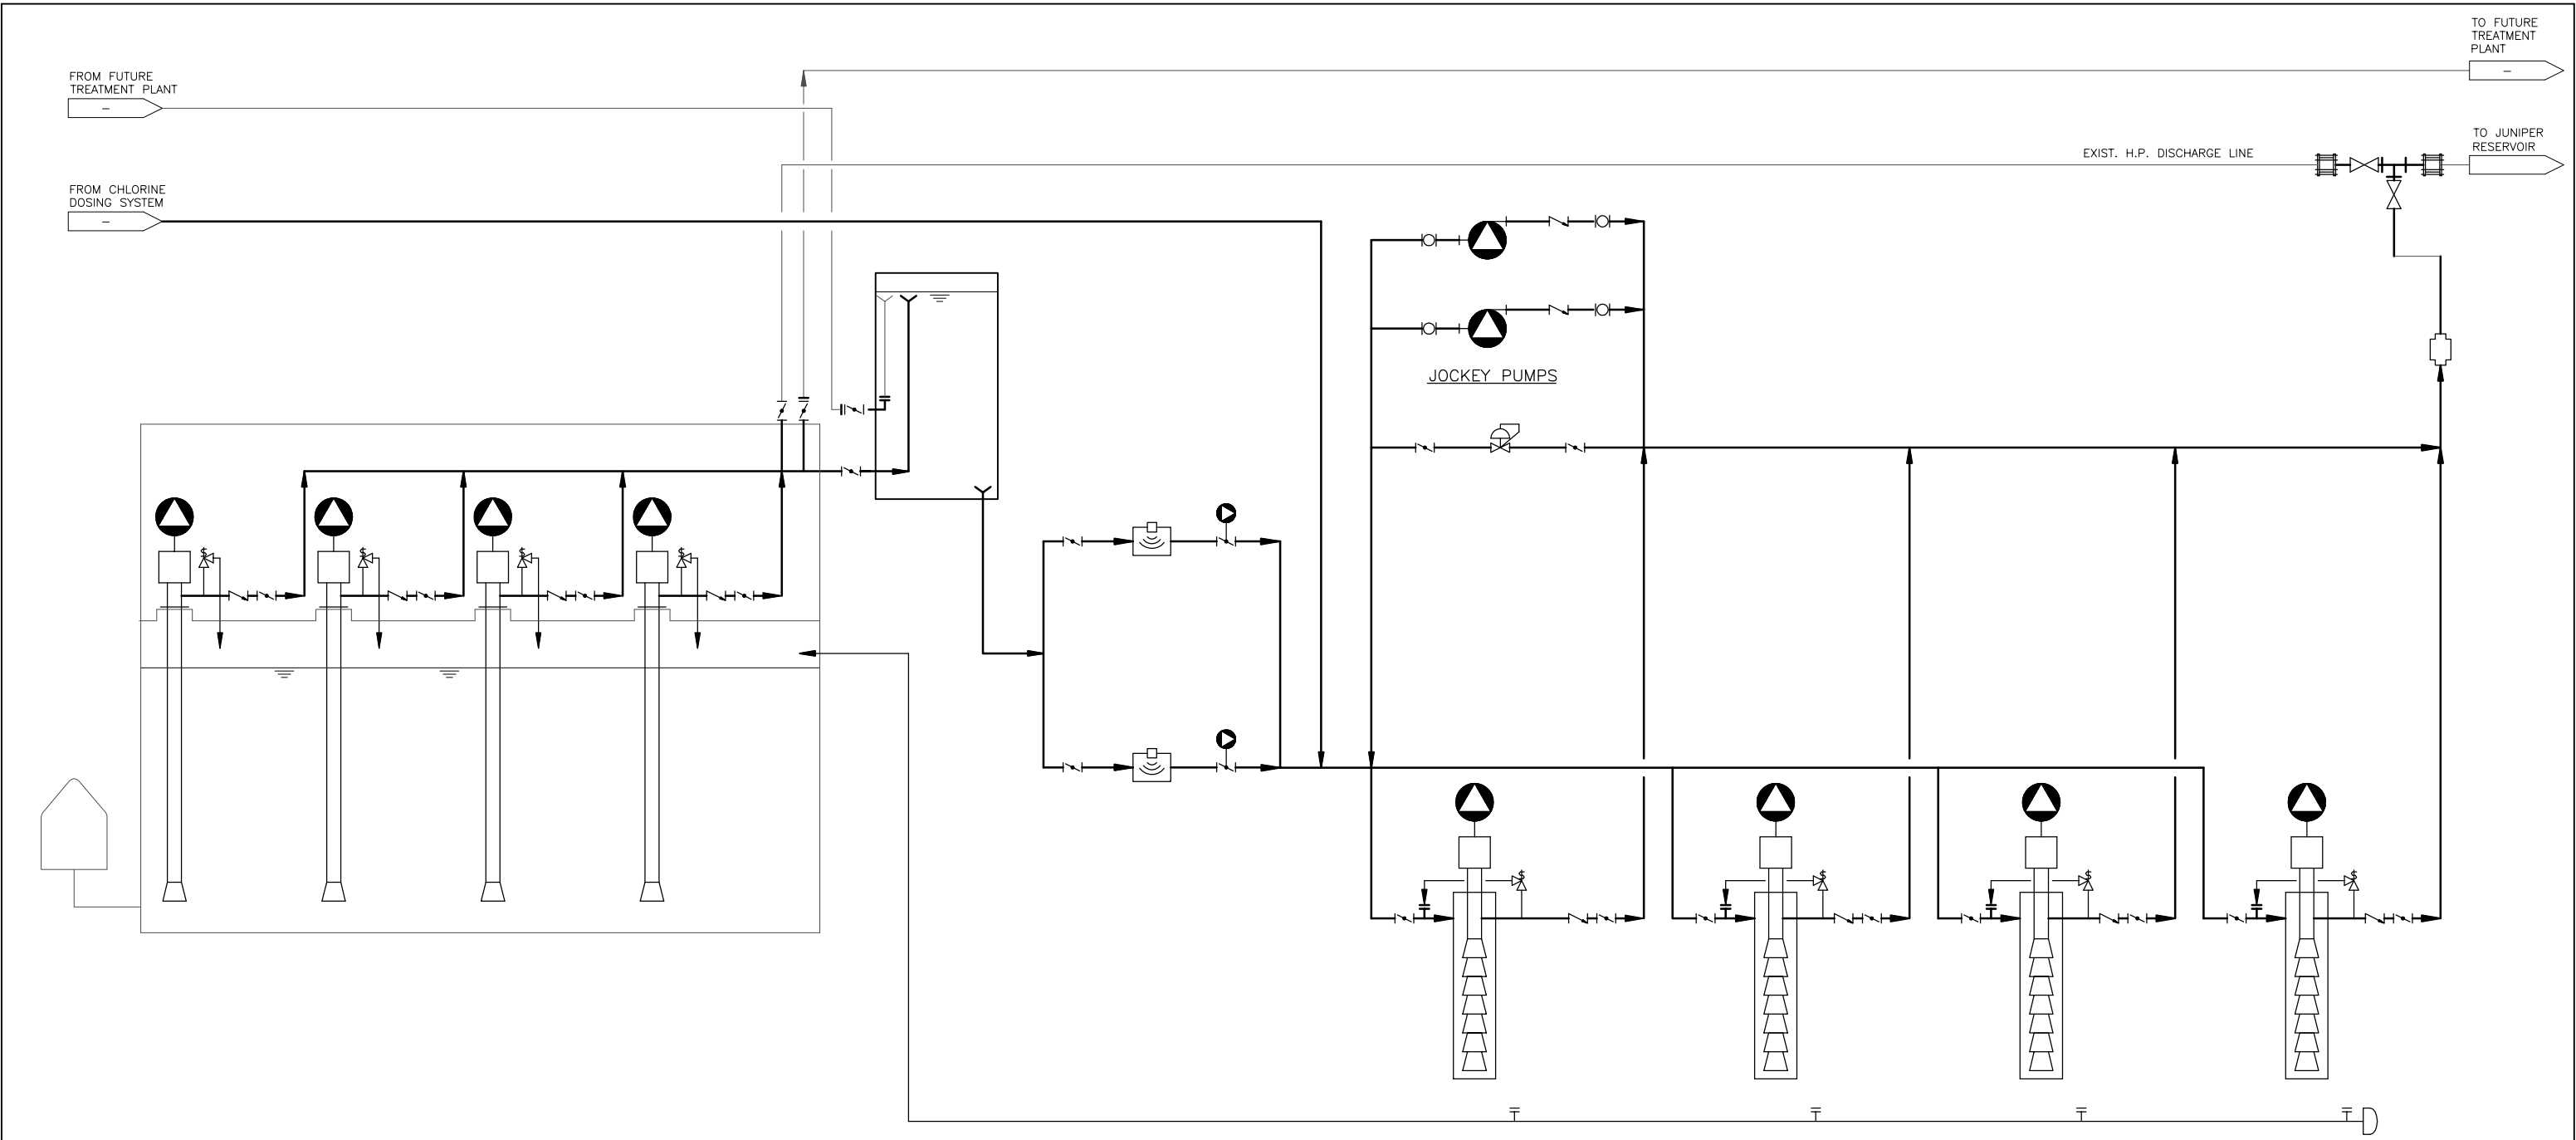 TO FUTURE
TREATMENT
PLANT
-
FROM FUTURE
TREATMENT PLANT
-
TO JUNIPER
RESERVOIR
EXIST. H.P. DISCHARGE LINE
FROM CHLORINE
DOSING SYSTEM
-
JOCKEY PUMPS